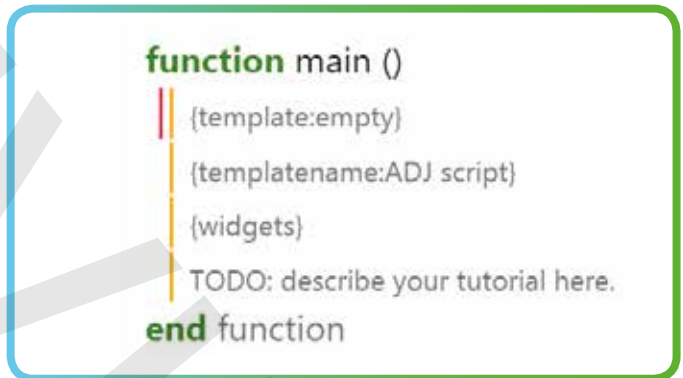 function main ()
{template:empty}
{templatename:ADJ script}
{widgets}
TODO: describe your tutorial here.
end function